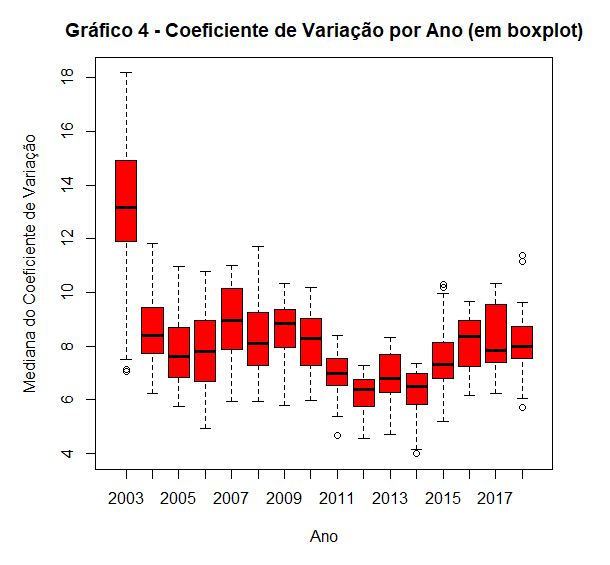 Gráfico 4 - Coeficiente de Variação por Ano (em boxplot)
Mediana do Coeficiente de Variação
18
16
14
12
10
8
6
4
2003 2005 2007 2009 2011 2013 2015 2017
Ano